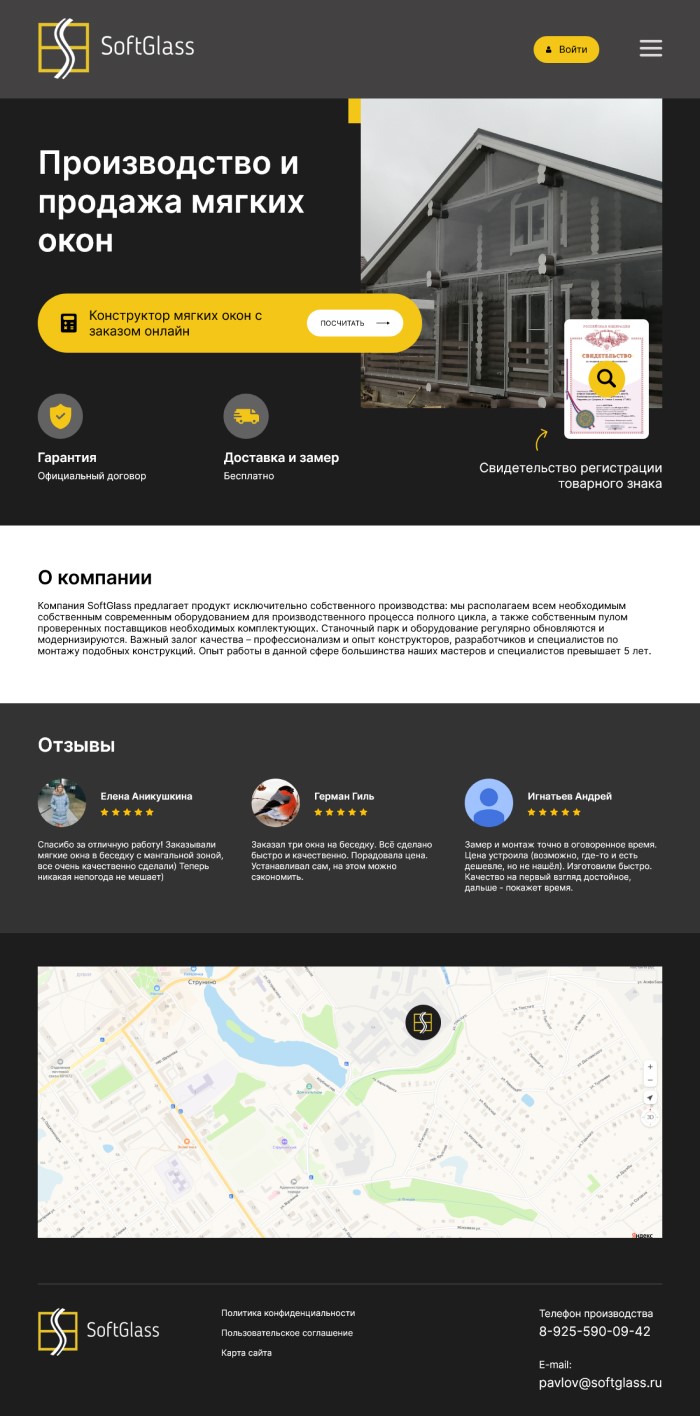 SoftGlass
Войти
Производство и
продажа мягких
окон
Конструктор мягких окон с
заказом онлайн
ПОСЧИТАТЬ
РОССИЙСКАЯ ФЕДЕРАЦИЯ
СВИДЕТЕЛЬСТВО
Гарантия
Официальный договор
Доставка и замер
Бесплатно
Свидетельство регистрации
товарного знака
О компании
Компания SoftGlass предлагает продукт исключительно собственного производства: мы располагаем всем необходимым
собственным современным оборудованием для производственного процесса полного цикла, а также собственным пулом
проверенных поставщиков необходимых комплектующих. Станочный парк и оборудование регулярно обновляются и
модернизируются. Важный залог качества – профессионализм и опыт конструкторов, разработчиков и специалистов по
монтажу подобных конструкций. Опыт работы в данной сфере большинства наших мастеров и специалистов превышает 5 лет.
Отзывы
Елена Аникушкина
Спасибо за отличную работу! Заказывали
мягкие окна в беседку с мангальной зоной,
все очень качественно сделали) Теперь
никакая непогода не мешает)
Герман Гиль
Заказал три окна на беседку. Всё сделано
быстро и качественно. Порадовала цена.
Устанавливал сам, на этом можно
сэкономить.
Игнатьев Андрей
Замер и монтаж точно в оговоренное время.
Цена устроила (возможно, где-то и есть
дешевле, но не нашёл). Изготовили быстро.
Качество на первый взгляд достойное,
дальше - покажет время.
Струнино
3D
Яндекс
SoftGlass
Политика конфиденциальности
Пользовательское соглашение
Карта сайта
Телефон производства
8-925-590-09-42
E-mail:
pavlov@softglass.ru